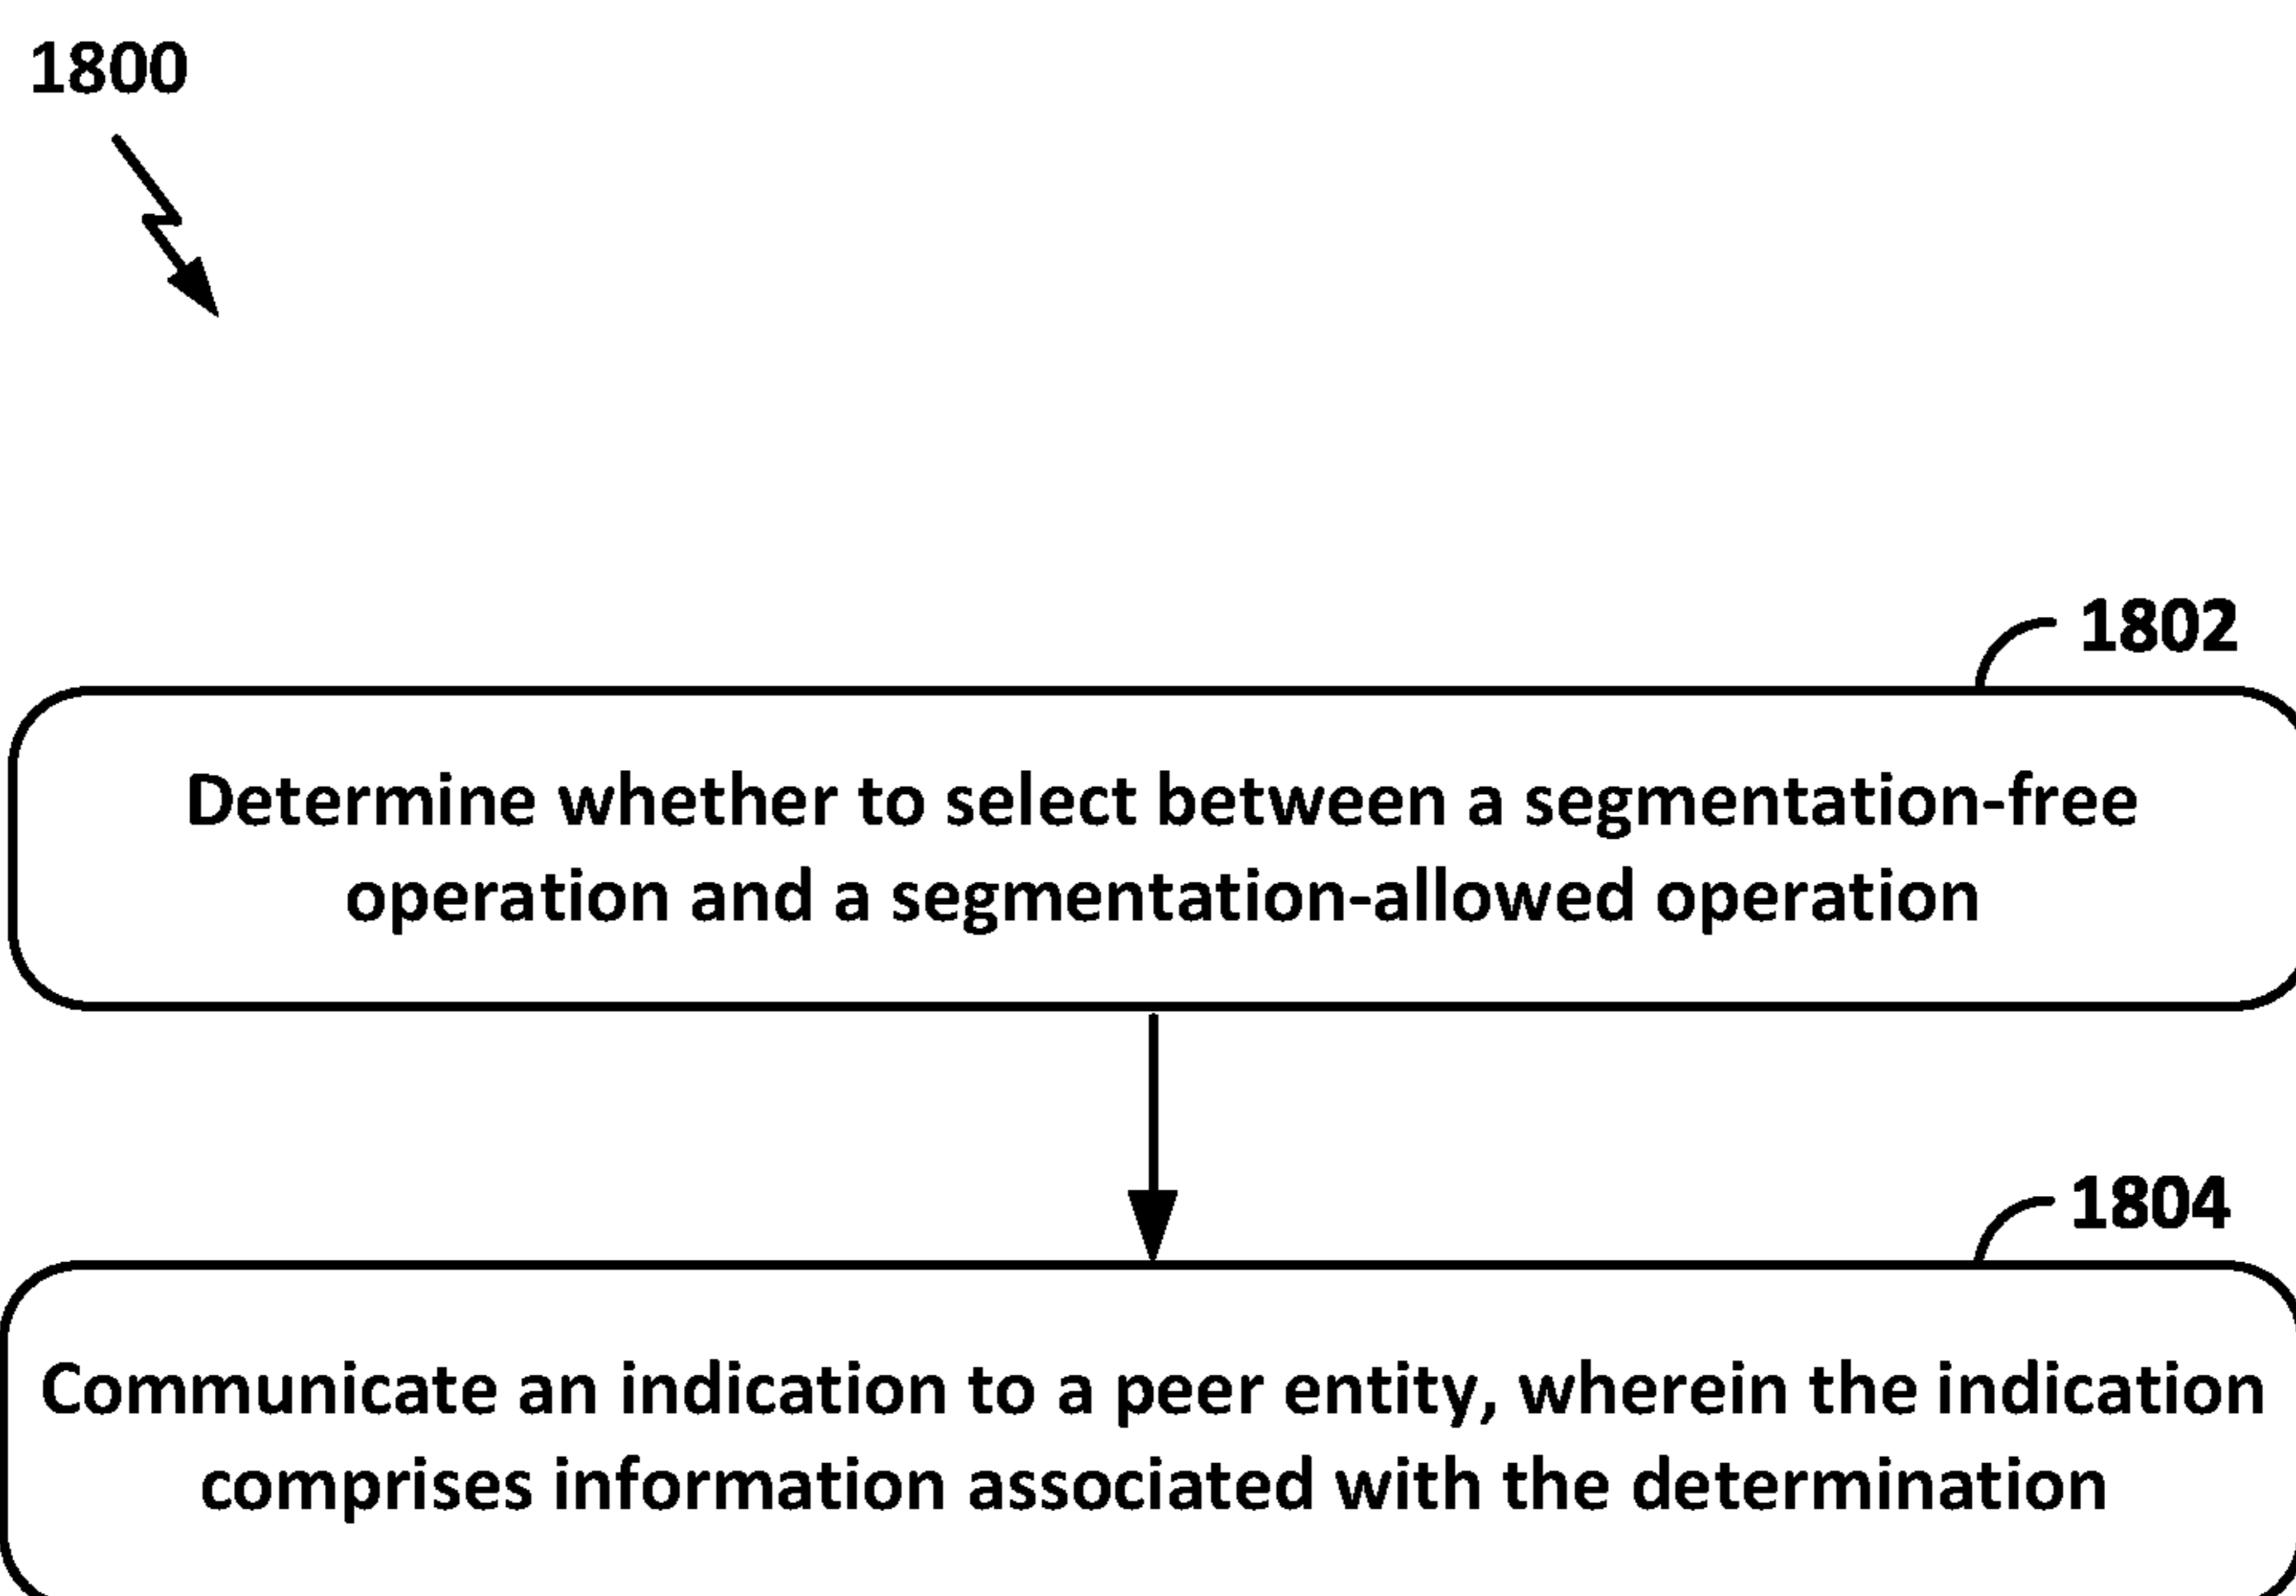 1800
1802
Determine whether to select between a segmentation-free
operation and a segmentation-allowed operation
1804
Communicate an indication to a peer entity, wherein the indication
comprises information associated with the determination